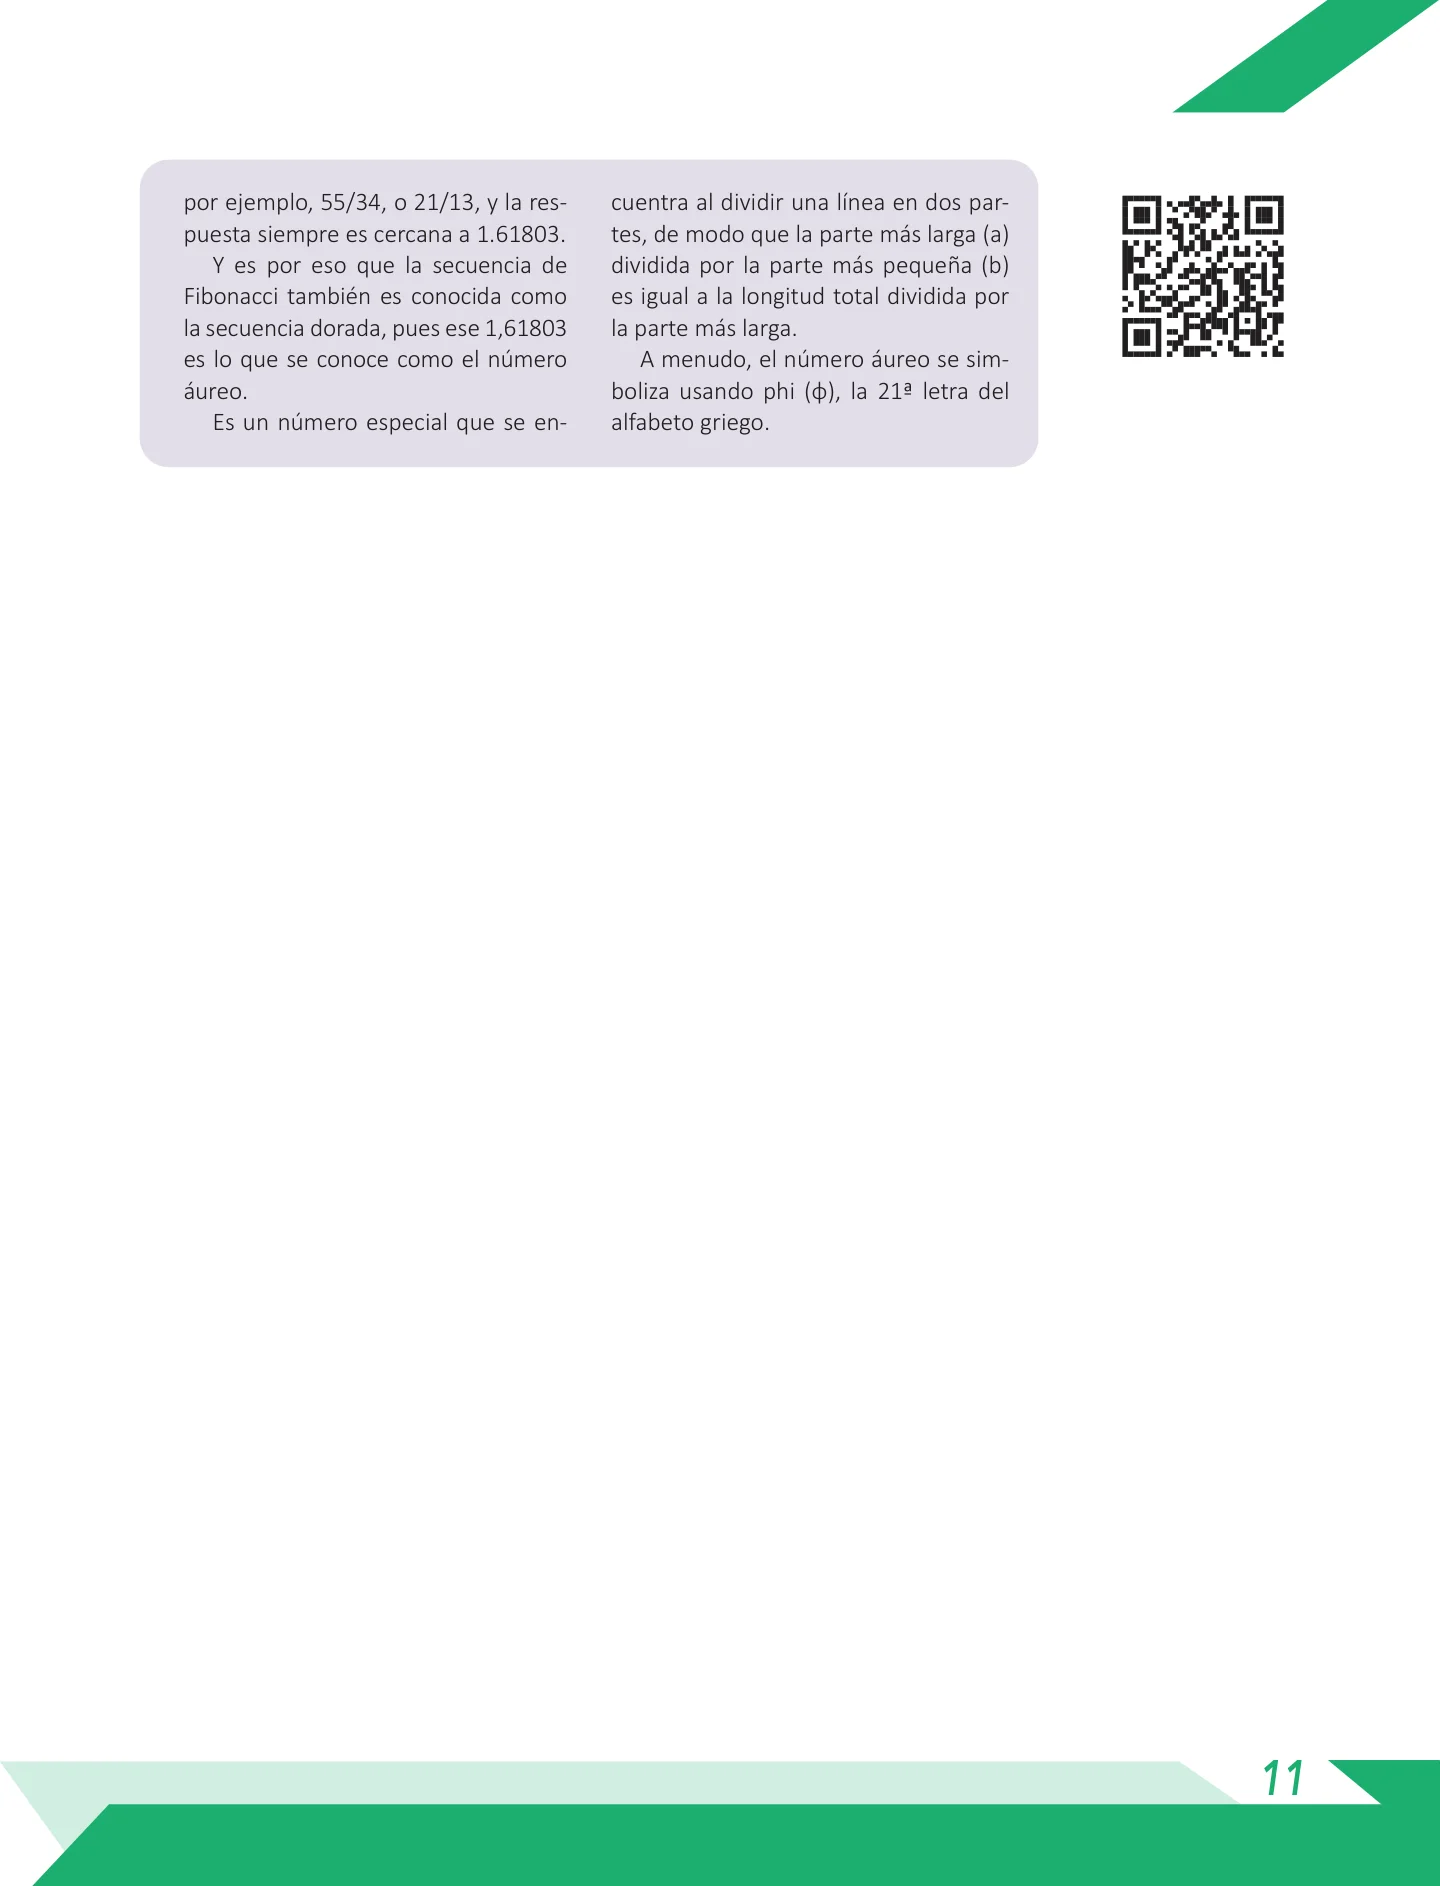 por ejemplo, 55/34, o 21/13, y la res-
puesta siempre es cercana a 1.61803.
Y es por eso que la secuencia de
Fibonacci también es conocida como
la secuencia dorada, pues ese 1,61803
es lo que se conoce como el número
áureo.
Es un número especial que se en-
cuentra al dividir una línea en dos par-
tes, de modo que la parte más larga (a)
dividida por la parte más pequeña (b)
es igual a la longitud total dividida por
la parte más larga.
A menudo, el número áureo se sim-
boliza usando phi (ϕ), la 21ª letra del
alfabeto griego.
11